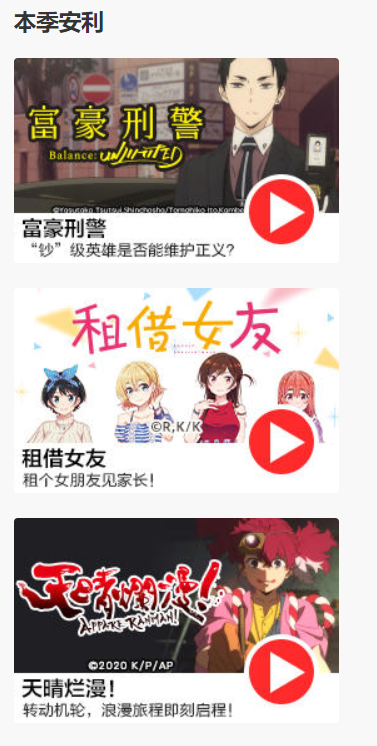 本季安利
富豪刑警
Balance: UNLIMITED
©Yasutaka Tsutsui,Shinchosha/Tomohiko Ito,Kambe
富豪刑警
“钞”级英雄是否能维护正义?
租借女友
©R,K/K
租借女友
租个女朋友见家长!
天晴爛漫!
APPARE-RANMAN!
©2020 K/P/AP
天晴烂漫!
转动机轮,浪漫旅程即刻启程!